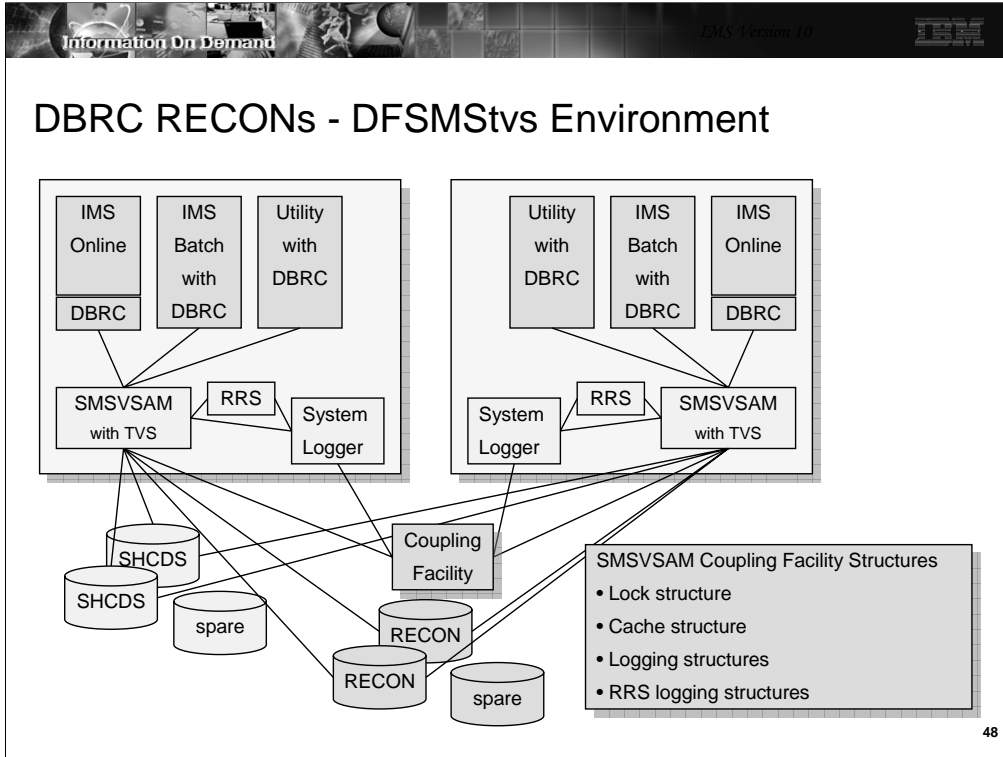 Information On Demand
IMS Version 10
IBM
DBRC RECONs - DFSMStvs Environment
IMS
Online
DBRC
IMS
Batch
with
DBRC
Utility
with
DBRC
Utility
with
DBRC
IMS
Batch
with
DBRC
IMS
Online
DBRC
SMSVSAM
with TVS
RRS
System
Logger
System
Logger
RRS
SMSVSAM
with TVS
SHCDS
SHCDS
spare
Coupling
Facility
RECON
RECON
spare
SMSVSAM Coupling Facility Structures
• Lock structure
• Cache structure
• Logging structures
• RRS logging structures
48